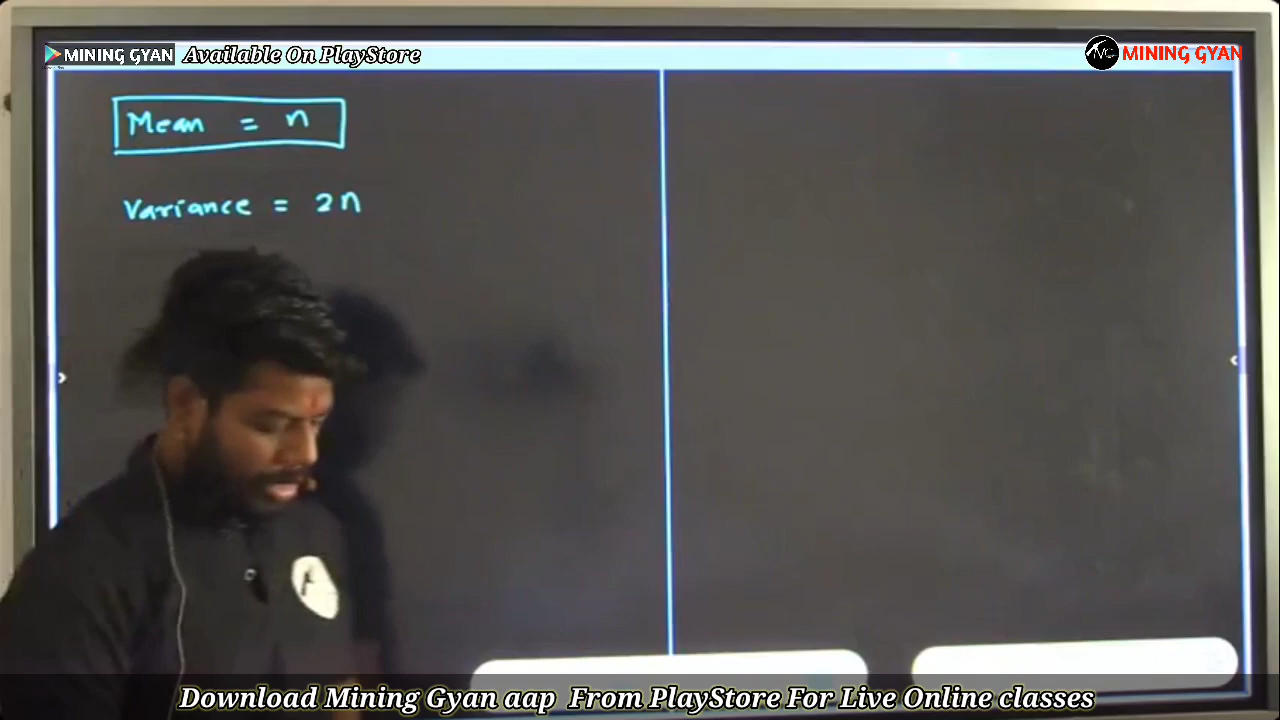 MINING GYAN Available On PlayStore
MINING GYAN
Mean = n
Variance = 2n
Download Mining Gyan aap From PlayStore For Live Online classes